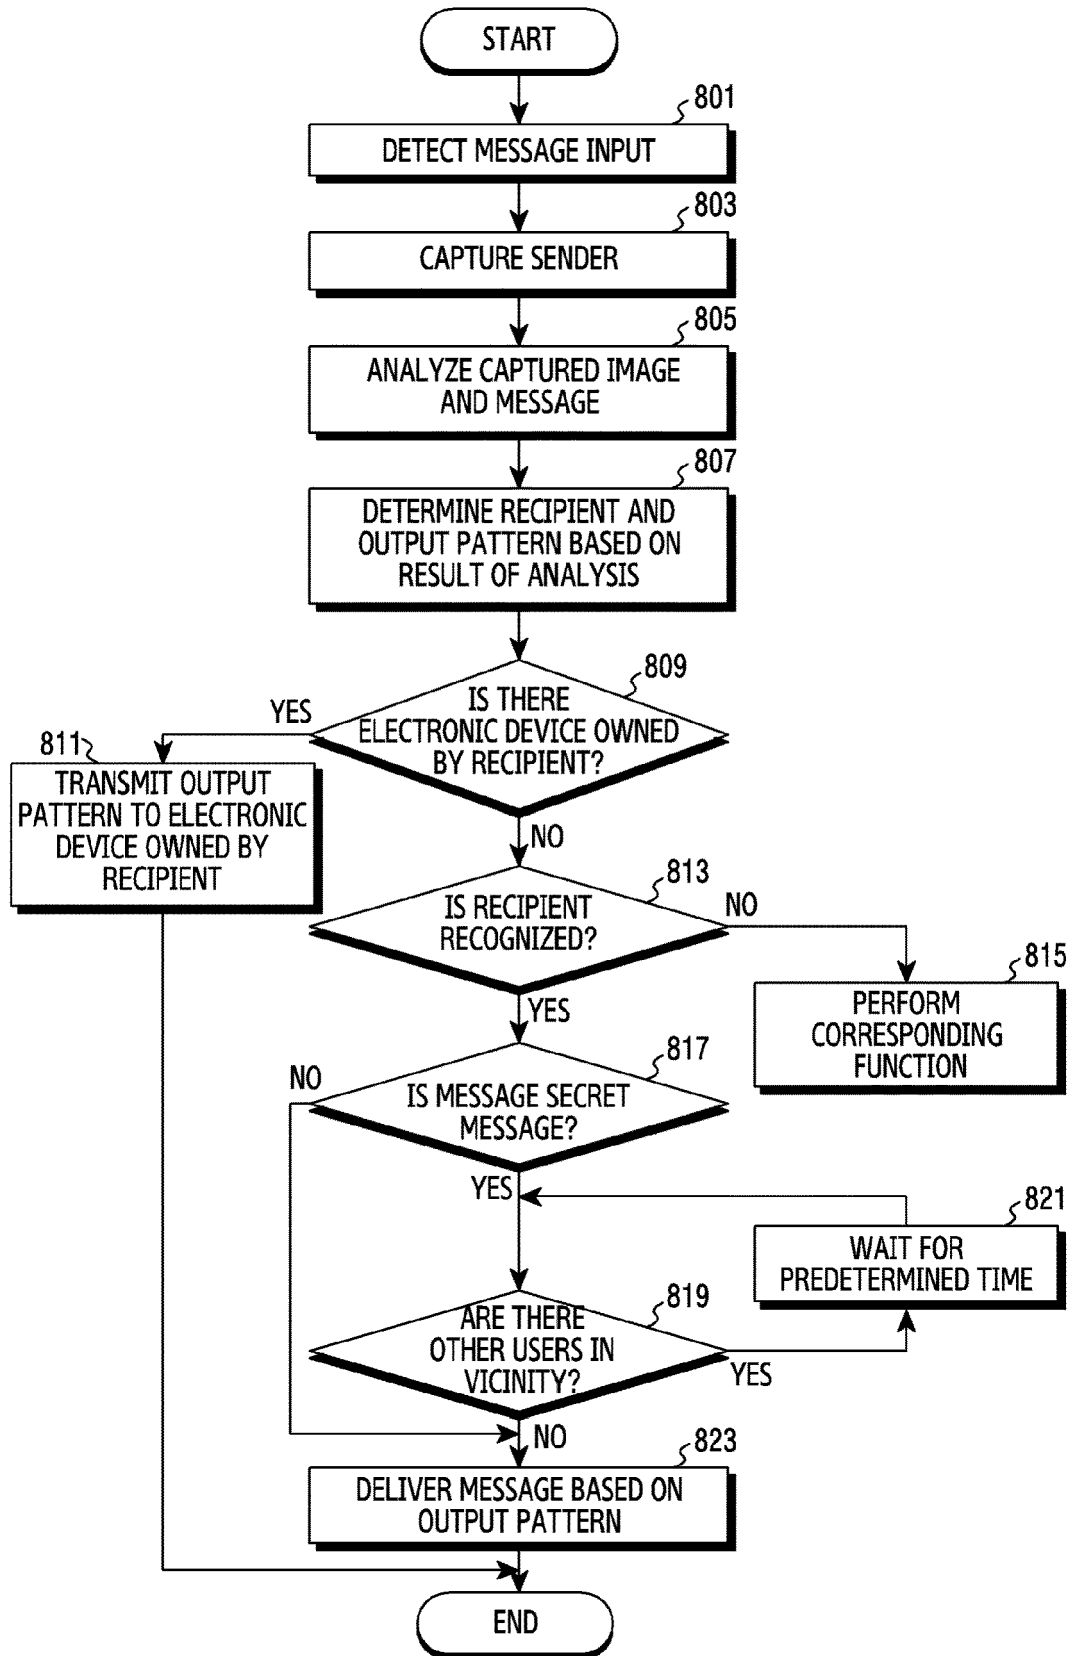 START
801
DETECT MESSAGE INPUT
803
CAPTURE SENDER
805
ANALYZE CAPTURED IMAGE
AND MESSAGE
807
DETERMINE RECIPIENT AND
OUTPUT PATTERN BASED ON
RESULT OF ANALYSIS
809
IS THERE
ELECTRONIC DEVICE OWNED
BY RECIPIENT?
YES
811
TRANSMIT OUTPUT
PATTERN TO ELECTRONIC
DEVICE OWNED BY
RECIPIENT
NO
813
IS RECIPIENT
RECOGNIZED?
NO
815
PERFORM
CORRESPONDING
FUNCTION
YES
817
IS MESSAGE SECRET
MESSAGE?
NO
YES
821
WAIT FOR
PREDETERMINED TIME
819
ARE THERE
OTHER USERS IN
VICINITY?
YES
NO
823
DELIVER MESSAGE BASED ON
OUTPUT PATTERN
END